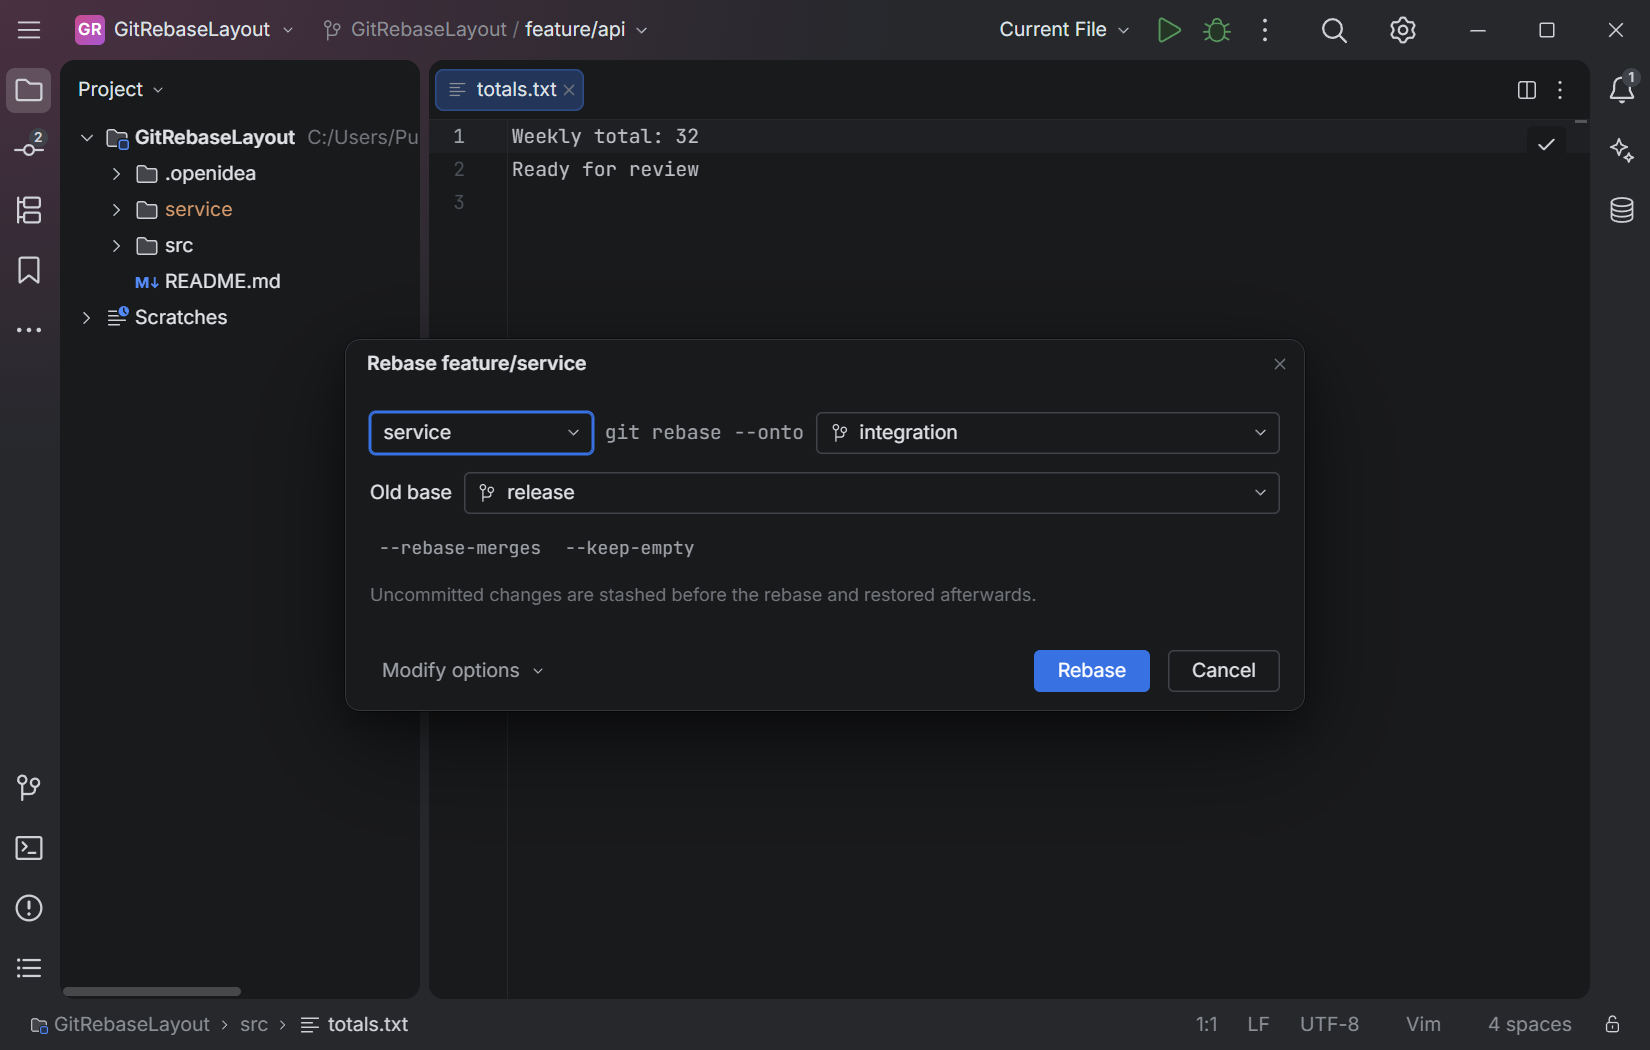 GR GitRebaseLayout GitRebaseLayout / feature/api Current File
Project
totals.txt
1
2
GitRebaseLayout C:/Users/Pu
.openidea
service
src
M↓ README.md
Scratches
1 Weekly total: 32
2 Ready for review
3
Rebase feature/service
service git rebase --onto integration
Old base release
--rebase-merges --keep-empty
Uncommitted changes are stashed before the rebase and restored afterwards.
Modify options Rebase Cancel
GitRebaseLayout › src › totals.txt 1:1 LF UTF-8 Vim 4 spaces